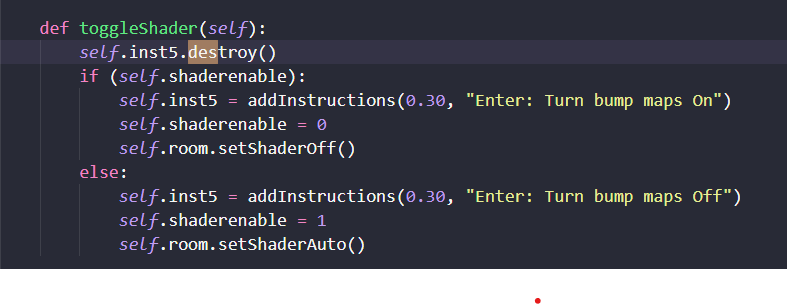 def toggleShader(self):
    self.inst5.destroy()
    if (self.shaderenable):
        self.inst5 = addInstructions(0.30, "Enter: Turn bump maps On")
        self.shaderenable = 0
        self.room.setShaderOff()
    else:
        self.inst5 = addInstructions(0.30, "Enter: Turn bump maps Off")
        self.shaderenable = 1
        self.room.setShaderAuto()